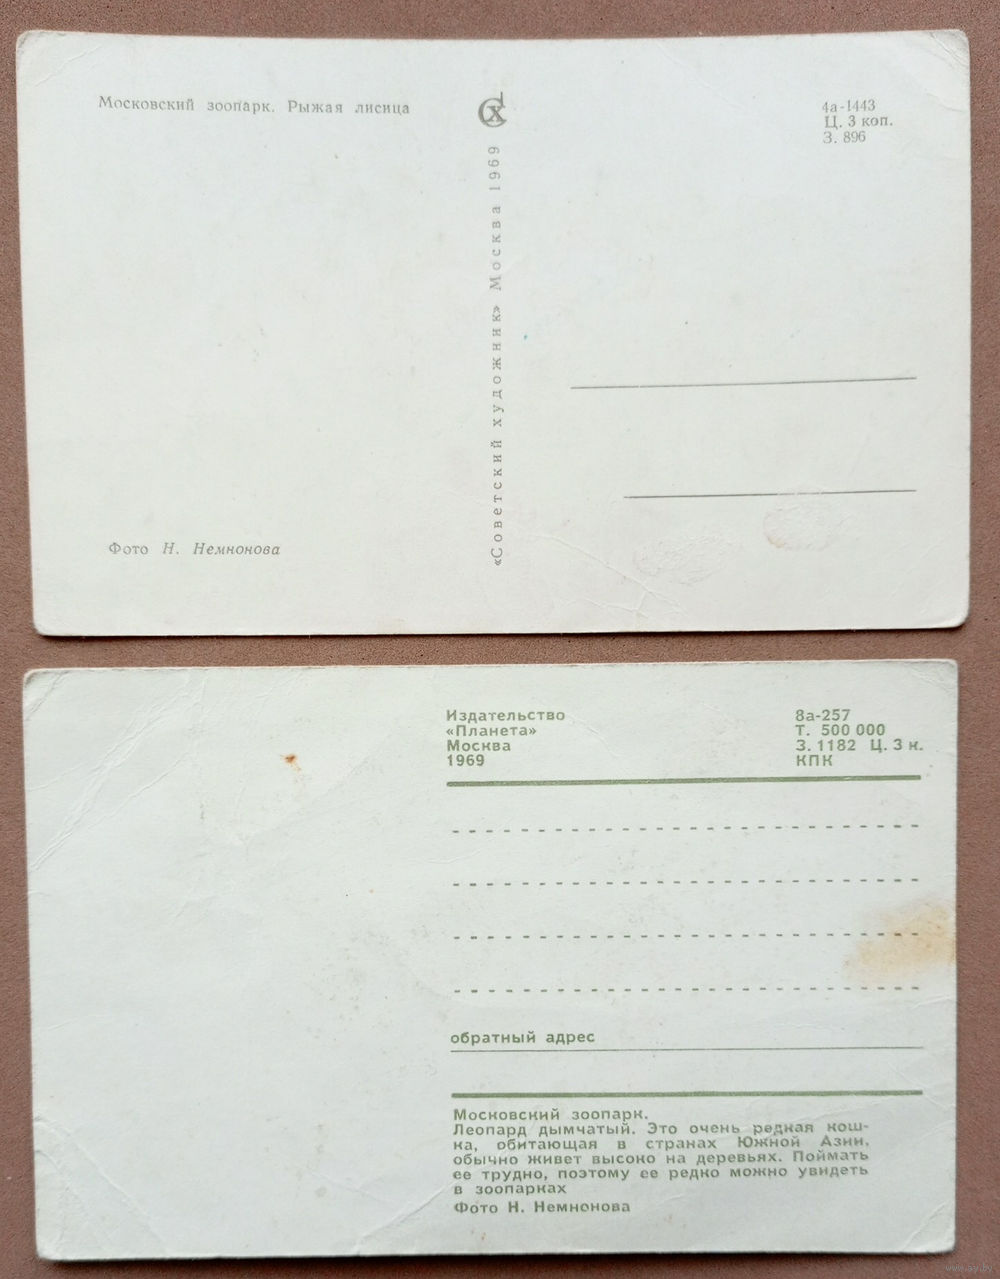 Московский зоопарк. Рыжая лисица
4а-1443
Ц. 3 коп.
З. 896
«Советский художник» Москва 1969
Фото Н. Немнонова
Издательство
«Планета»
Москва
1969
8а-257
Т. 500 000
З. 1182 Ц. 3 к.
КПК
обратный адрес
Московский зоопарк.
Леопард дымчатый. Это очень редкая кош-
ка, обитающая в странах Южной Азии,
обычно живет высоко на деревьях. Поймать
ее трудно, поэтому ее редко можно увидеть
в зоопарках
Фото Н. Немнонова